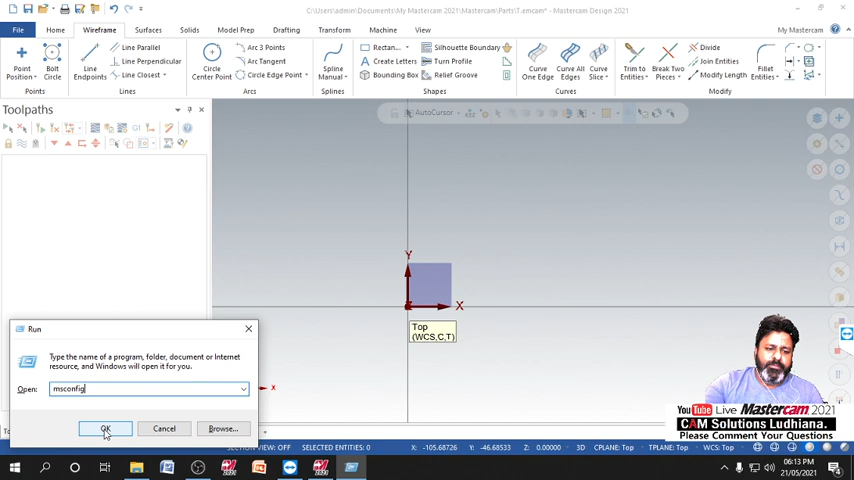 C:\Users\admin\Documents\My Mastercam 2021\Mastercam\Parts\T.emcam* - Mastercam Design 2021
File Home Wireframe Surfaces Solids Model Prep Drafting Transform Machine View My Mastercam
Point Position Bolt Circle
Points
Line Endpoints
Line Parallel
Line Perpendicular
Line Closest
Lines
Circle Center Point
Arc 3 Points
Arc Tangent
Circle Edge Point
Arcs
Spline Manual
Splines
Rectan...
Create Letters
Bounding Box
Silhouette Boundary
Turn Profile
Relief Groove
Shapes
Curve One Edge Curve All Edges Curve Slice
Curves
Trim to Entities Break Two Pieces
Divide
Join Entities
Modify Length
Fillet Entities
Modify
Toolpaths
AutoCursor
G1
Y
X
Top
(WCS,C,T)
Run
Type the name of a program, folder, document or Internet
resource, and Windows will open it for you.
Open: msconfig
OK Cancel Browse...
X
You Tube Live Mastercam 2021
CAM Solutions Ludhiana.
Please Comment Your Questions
SECTION VIEW: OFF SELECTED ENTITIES: 0 X: -105.68726 Y: -46.68533 Z: 0.00000 3D CPLANE: TOP TPLANE: TOP WCS: TOP
06:13 PM
21/05/2021
4